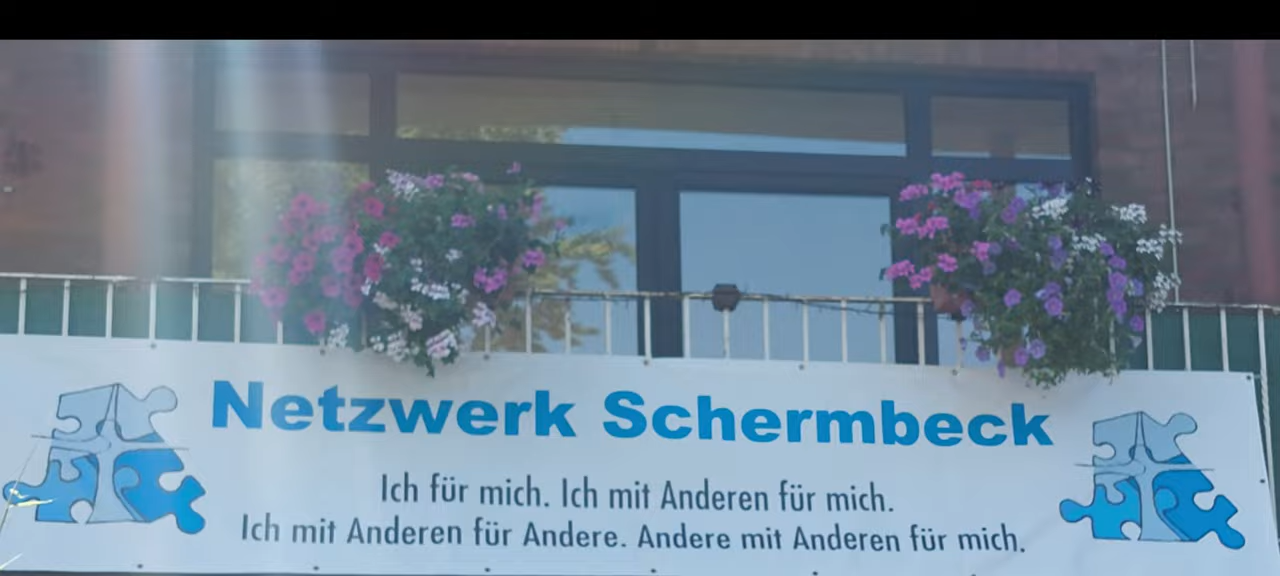 Netzwerk Schermbeck
Ich für mich. Ich mit Anderen für mich.
Ich mit Anderen für Andere. Andere mit Anderen für mich.